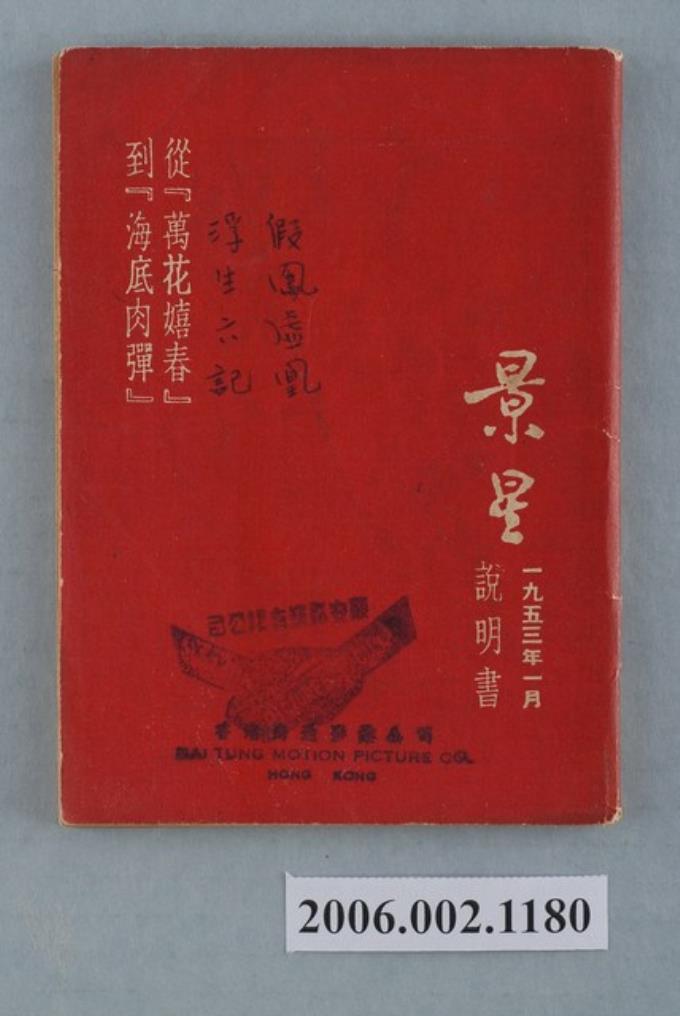 景星
一九五三年一月
說明書
假鳳虛凰
浮生六記
從『萬花嬉春』
到『海底肉彈』
MOTION PICTURE CO.
HONG KONG
2006.002.1180